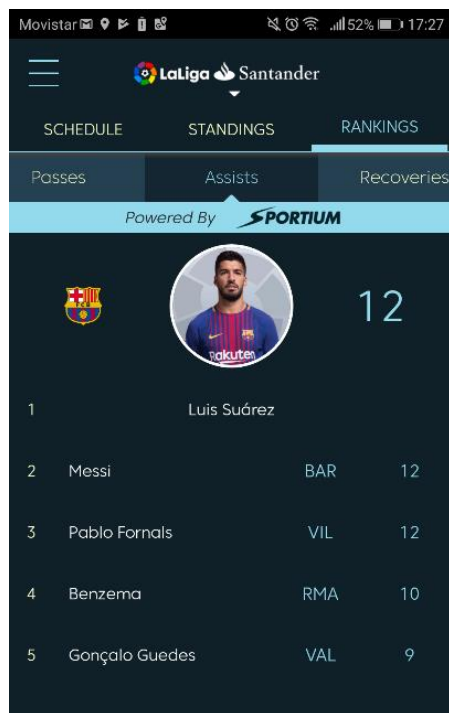 Movistar 52% 17:27
LaLiga Santander
SCHEDULE STANDINGS RANKINGS
Passes Assists Recoveries
Powered By SPORTIUM
FCB
Rakuten
12
1 Luis Suárez
2 Messi BAR 12
3 Pablo Fornals VIL 12
4 Benzema RMA 10
5 Gonçalo Guedes VAL 9